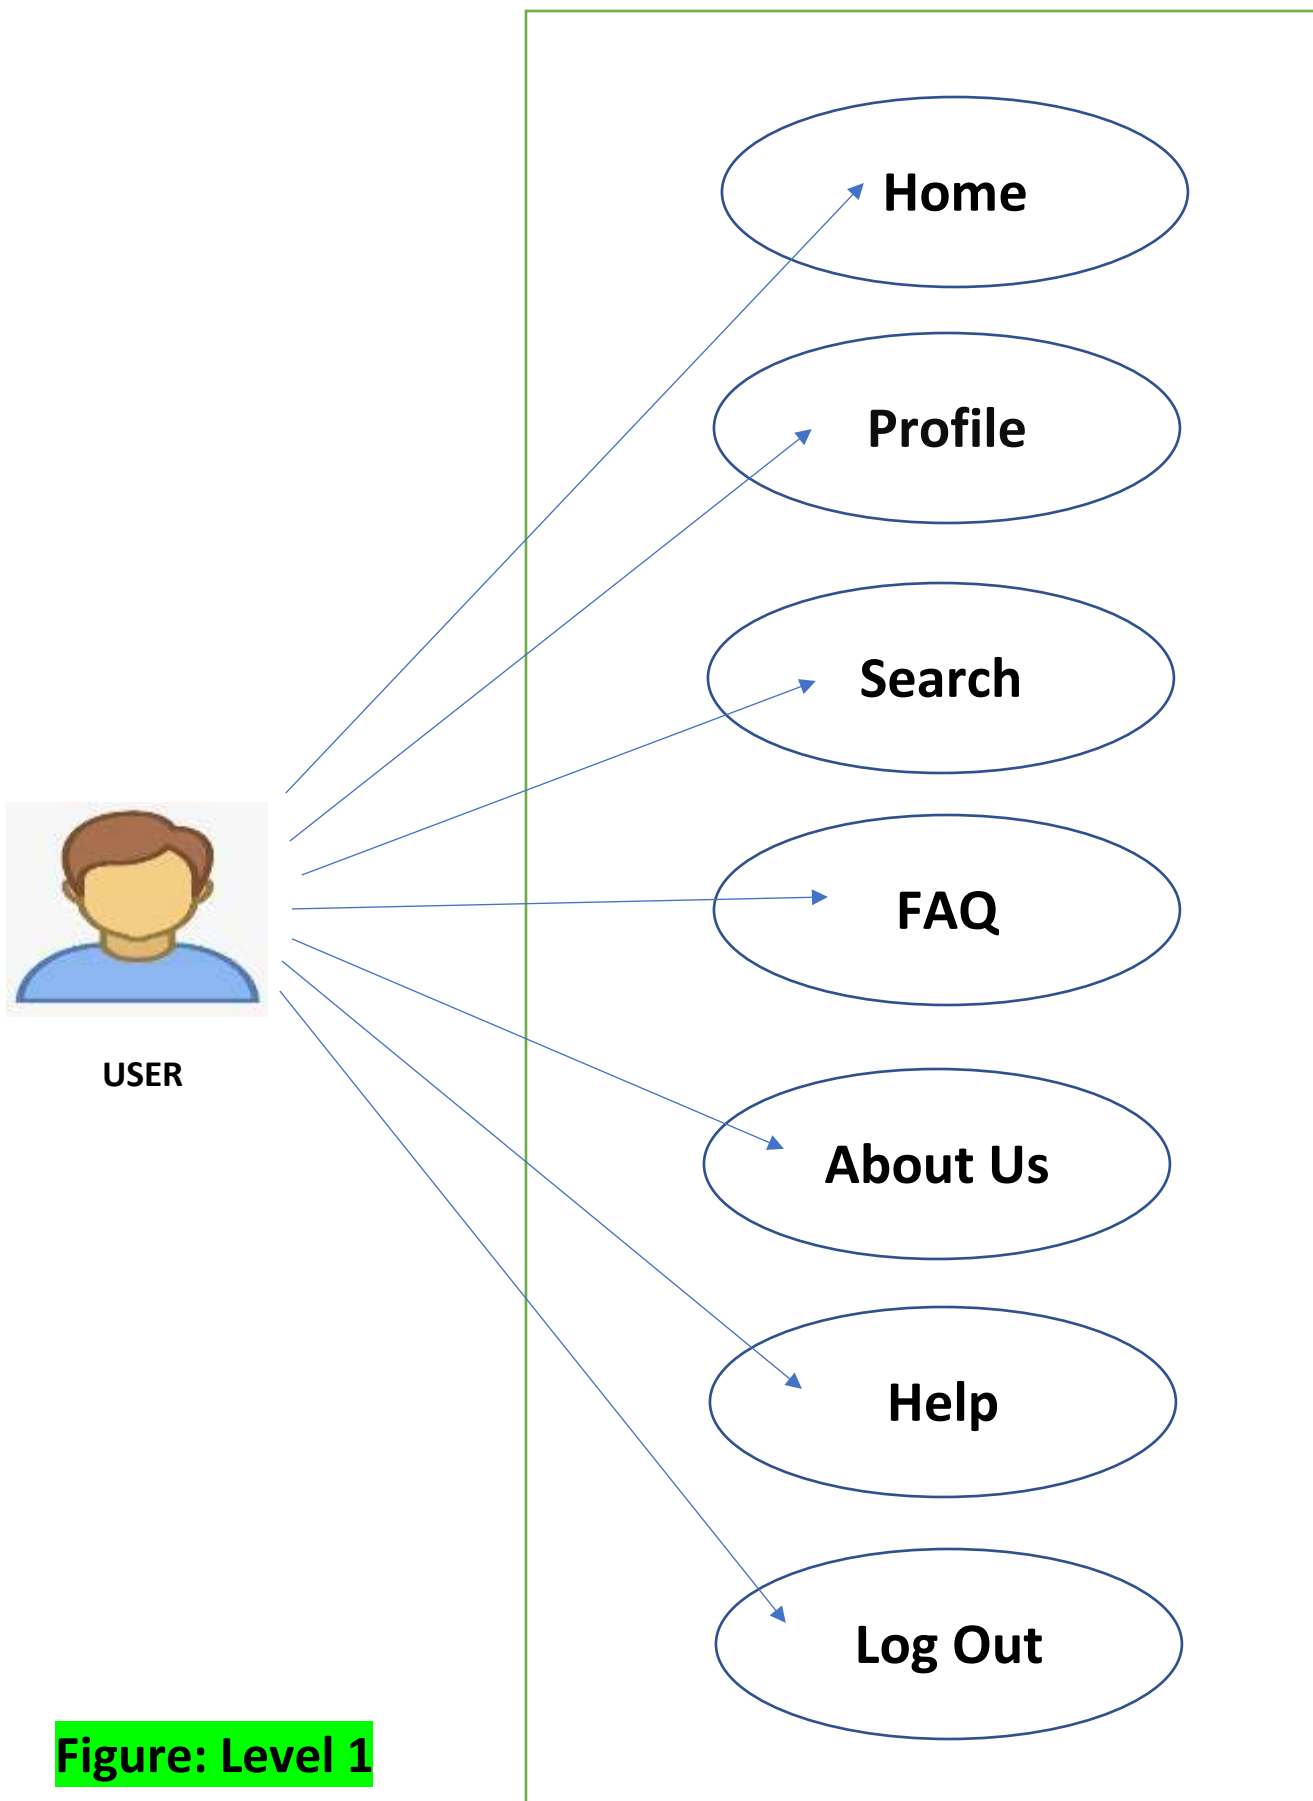 Home
Profile
Search
FAQ
USER
About Us
Help
Log Out
Figure: Level 1